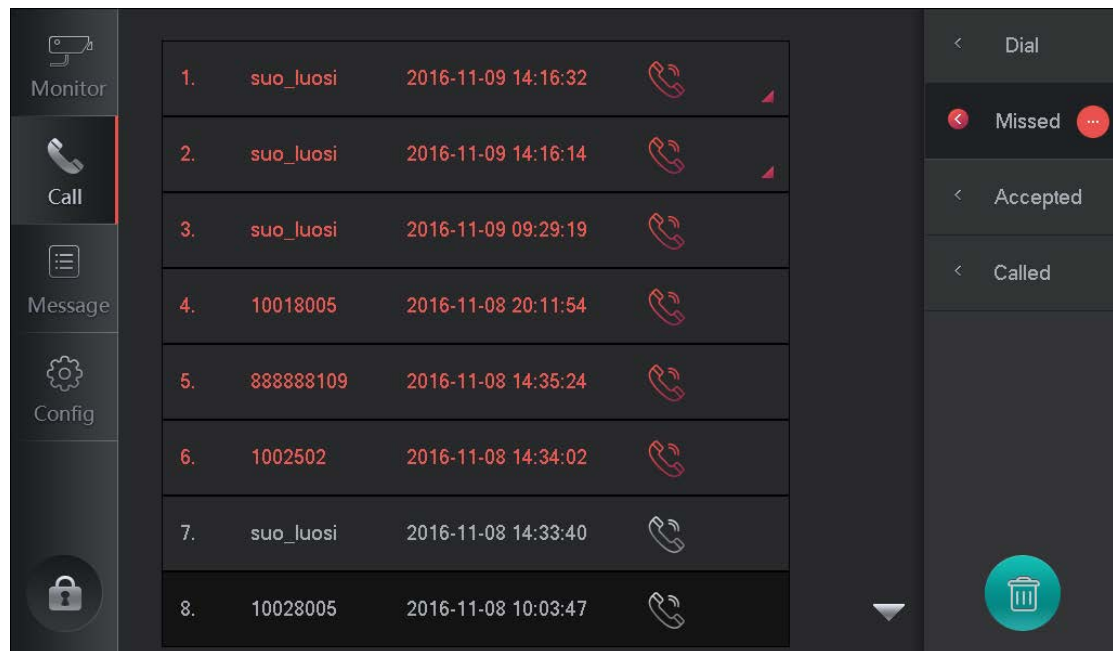 Monitor
Call
Message
Config
1. suo_luosi 2016-11-09 14:16:32
2. suo_luosi 2016-11-09 14:16:14
3. suo_luosi 2016-11-09 09:29:19
4. 10018005 2016-11-08 20:11:54
5. 888888109 2016-11-08 14:35:24
6. 1002502 2016-11-08 14:34:02
7. suo_luosi 2016-11-08 14:33:40
8. 10028005 2016-11-08 10:03:47
Dial
Missed ...
Accepted
Called